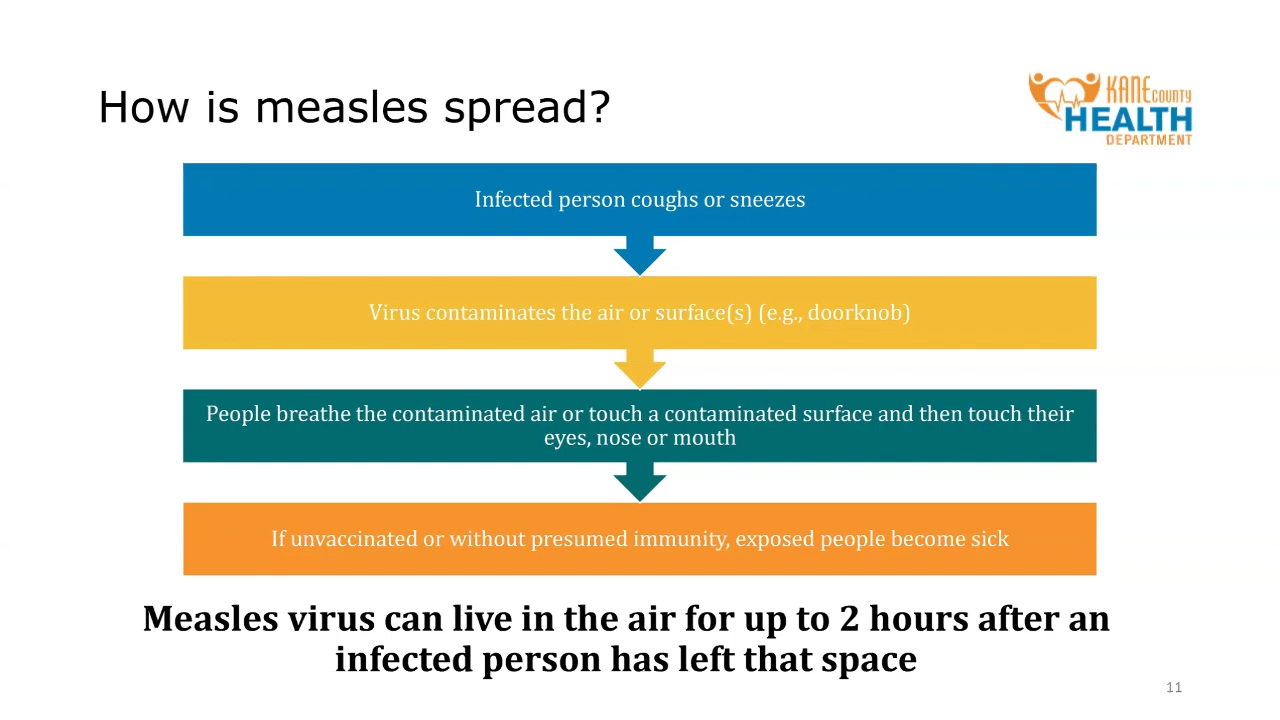 How is measles spread?
KANE COUNTY
HEALTH
DEPARTMENT
Infected person coughs or sneezes
Virus contaminates the air or surface(s) (e.g., doorknob)
People breathe the contaminated air or touch a contaminated surface and then touch their
eyes, nose or mouth
If unvaccinated or without presumed immunity, exposed people become sick
Measles virus can live in the air for up to 2 hours after an
infected person has left that space
11